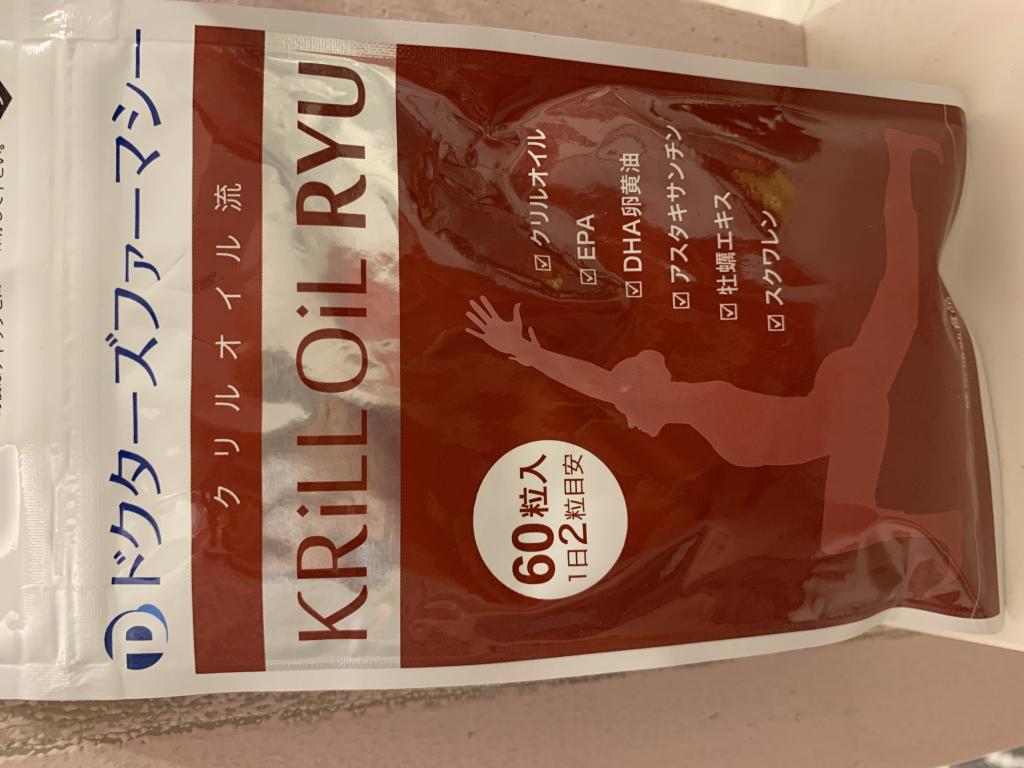 ドクターズファーマシー
クリルオイル流
KRiLLOiL RYU
☑ クリルオイル
☑ EPA
☑ DHA卵黄油
☑ アスタキサンチン
☑ 牡蠣エキス
☑ スクワレン
60粒入
1日2粒目安